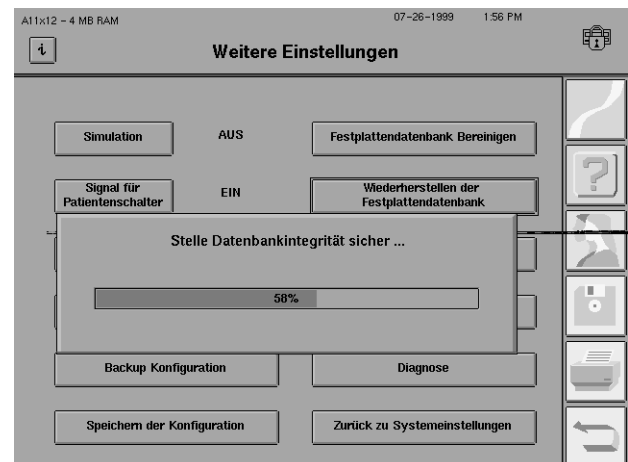 A11x12 - 4 MB RAM
07-26-1999 1:56 PM
i
Weitere Einstellungen
Simulation
AUS
Festplattendatenbank Bereinigen
Signal für
Patientenschalter
EIN
Wiederherstellen der
Festplattendatenbank
Stelle Datenbankintegrität sicher ...
58%
Backup Konfiguration
Diagnose
Speichern der Konfiguration
Zurück zu Systemeinstellungen